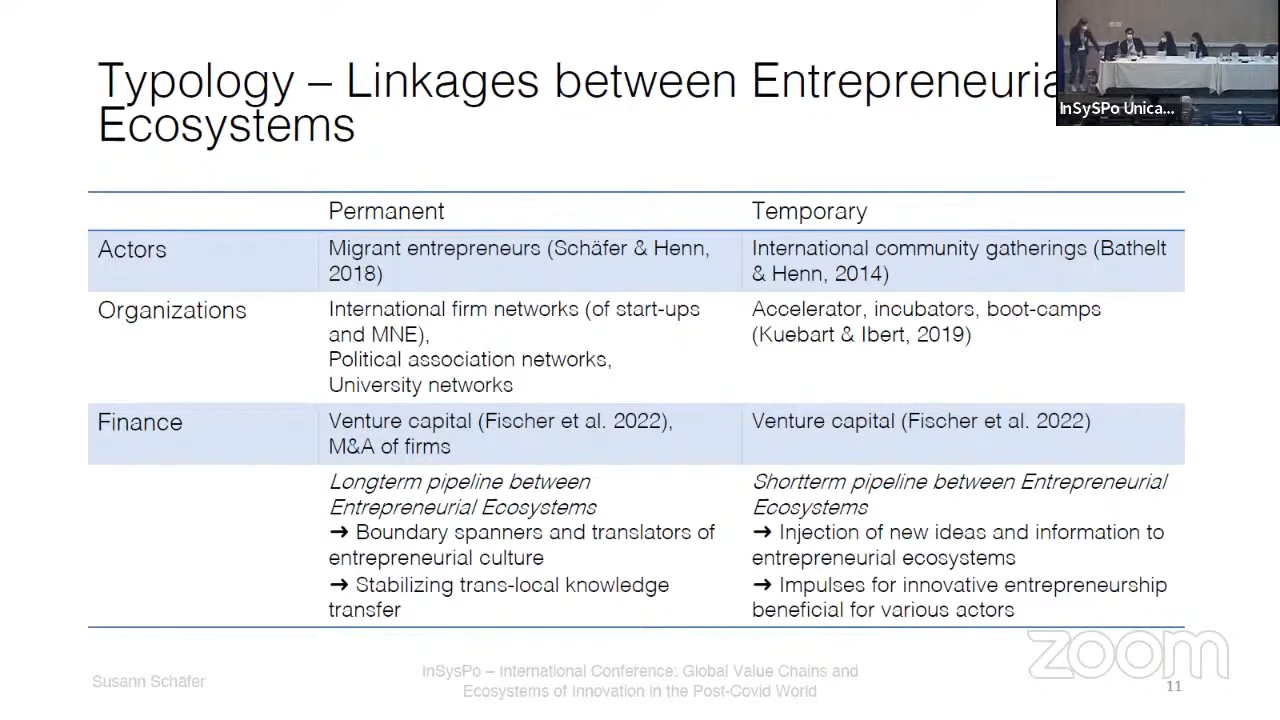 Typology – Linkages between Entrepreneuria
Ecosystems
InSySPo Unica...
Permanent
Temporary
Actors
Migrant entrepreneurs (Schäfer & Henn,
2018)
International community gatherings (Bathelt
& Henn, 2014)
Organizations
International firm networks (of start-ups
and MNE),
Political association networks,
University networks
Accelerator, incubators, boot-camps
(Kuebart & Ibert, 2019)
Finance
Venture capital (Fischer et al. 2022),
M&A of firms
Venture capital (Fischer et al. 2022)
Longterm pipeline between
Entrepreneurial Ecosystems
➔ Boundary spanners and translators of
entrepreneurial culture
➔ Stabilizing trans-local knowledge
transfer
Shortterm pipeline between Entrepreneurial
Ecosystems
➔ Injection of new ideas and information to
entrepreneurial ecosystems
➔ Impulses for innovative entrepreneurship
beneficial for various actors
Susann Schäfer
InSysPo – International Conference: Global Value Chains and
Ecosystems of Innovation in the Post-Covid World
zoom
11